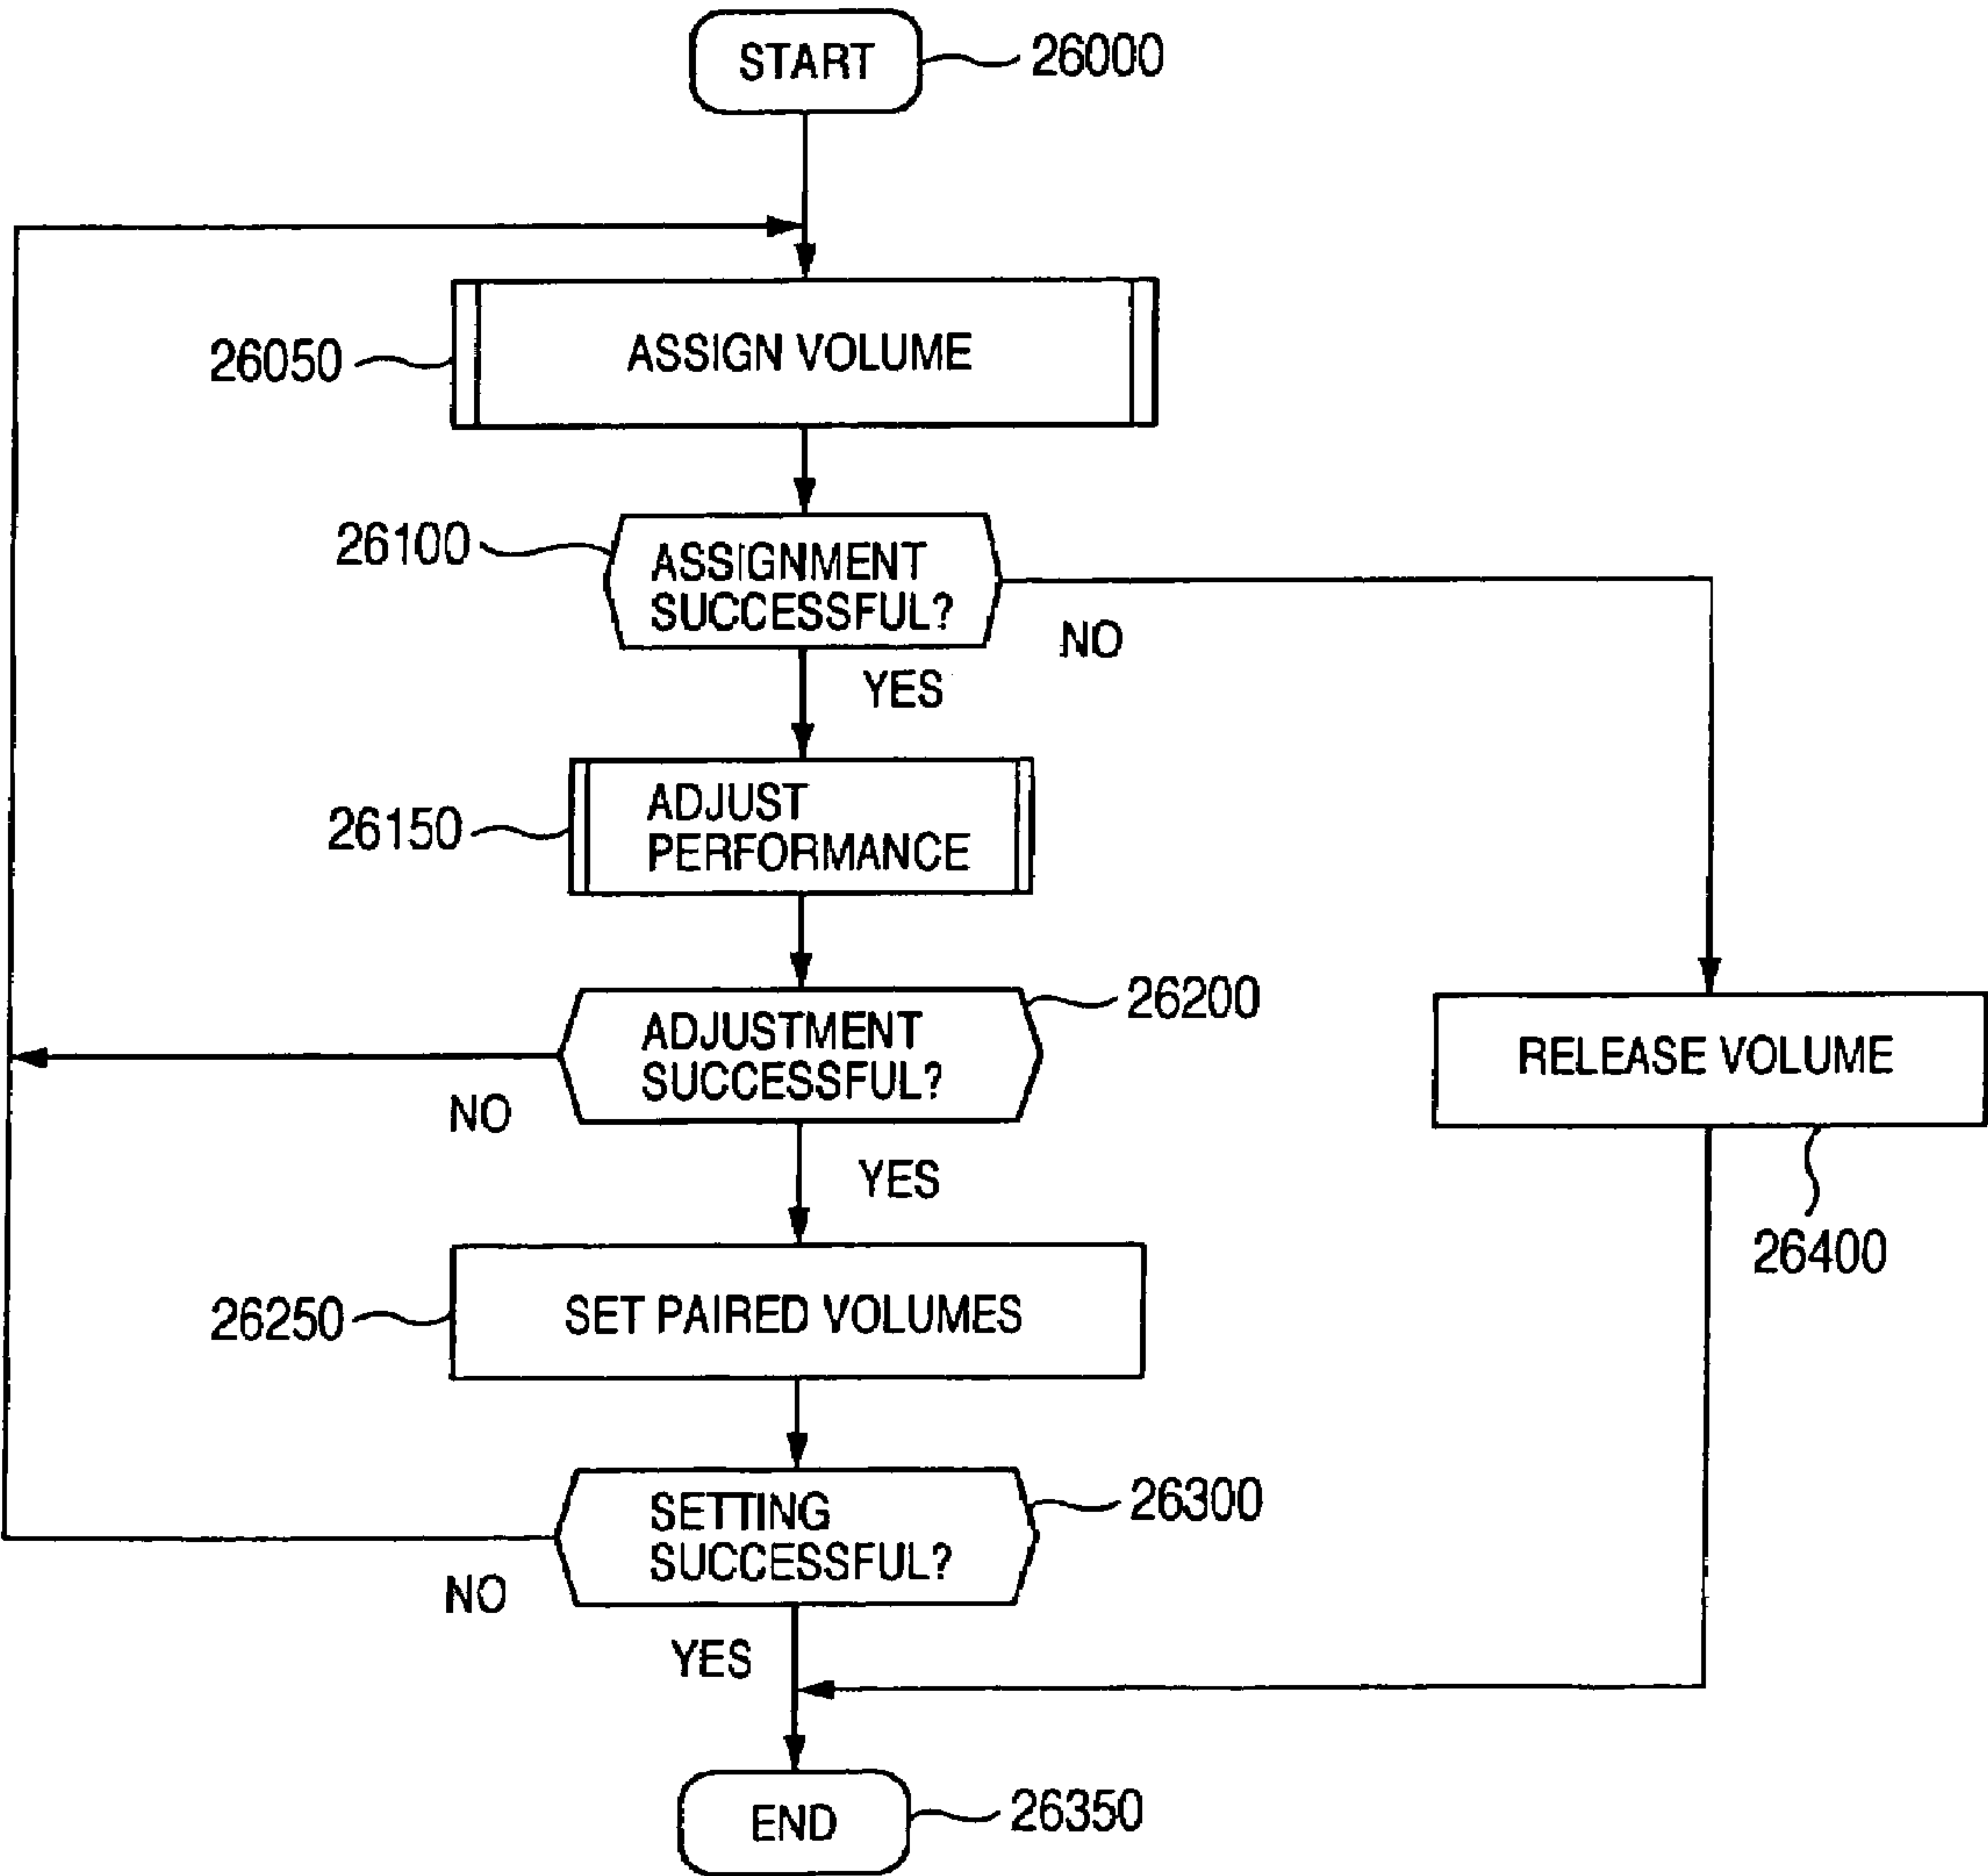 START
26000
26050
ASSIGN VOLUME
26100
ASSIGNMENT
SUCCESSFUL?
NO
YES
26150
ADJUST
PERFORMANCE
26200
ADJUSTMENT
SUCCESSFUL?
NO
YES
RELEASE VOLUME
26400
26250
SET PAIRED VOLUMES
26300
SETTING
SUCCESSFUL?
NO
YES
END
26350